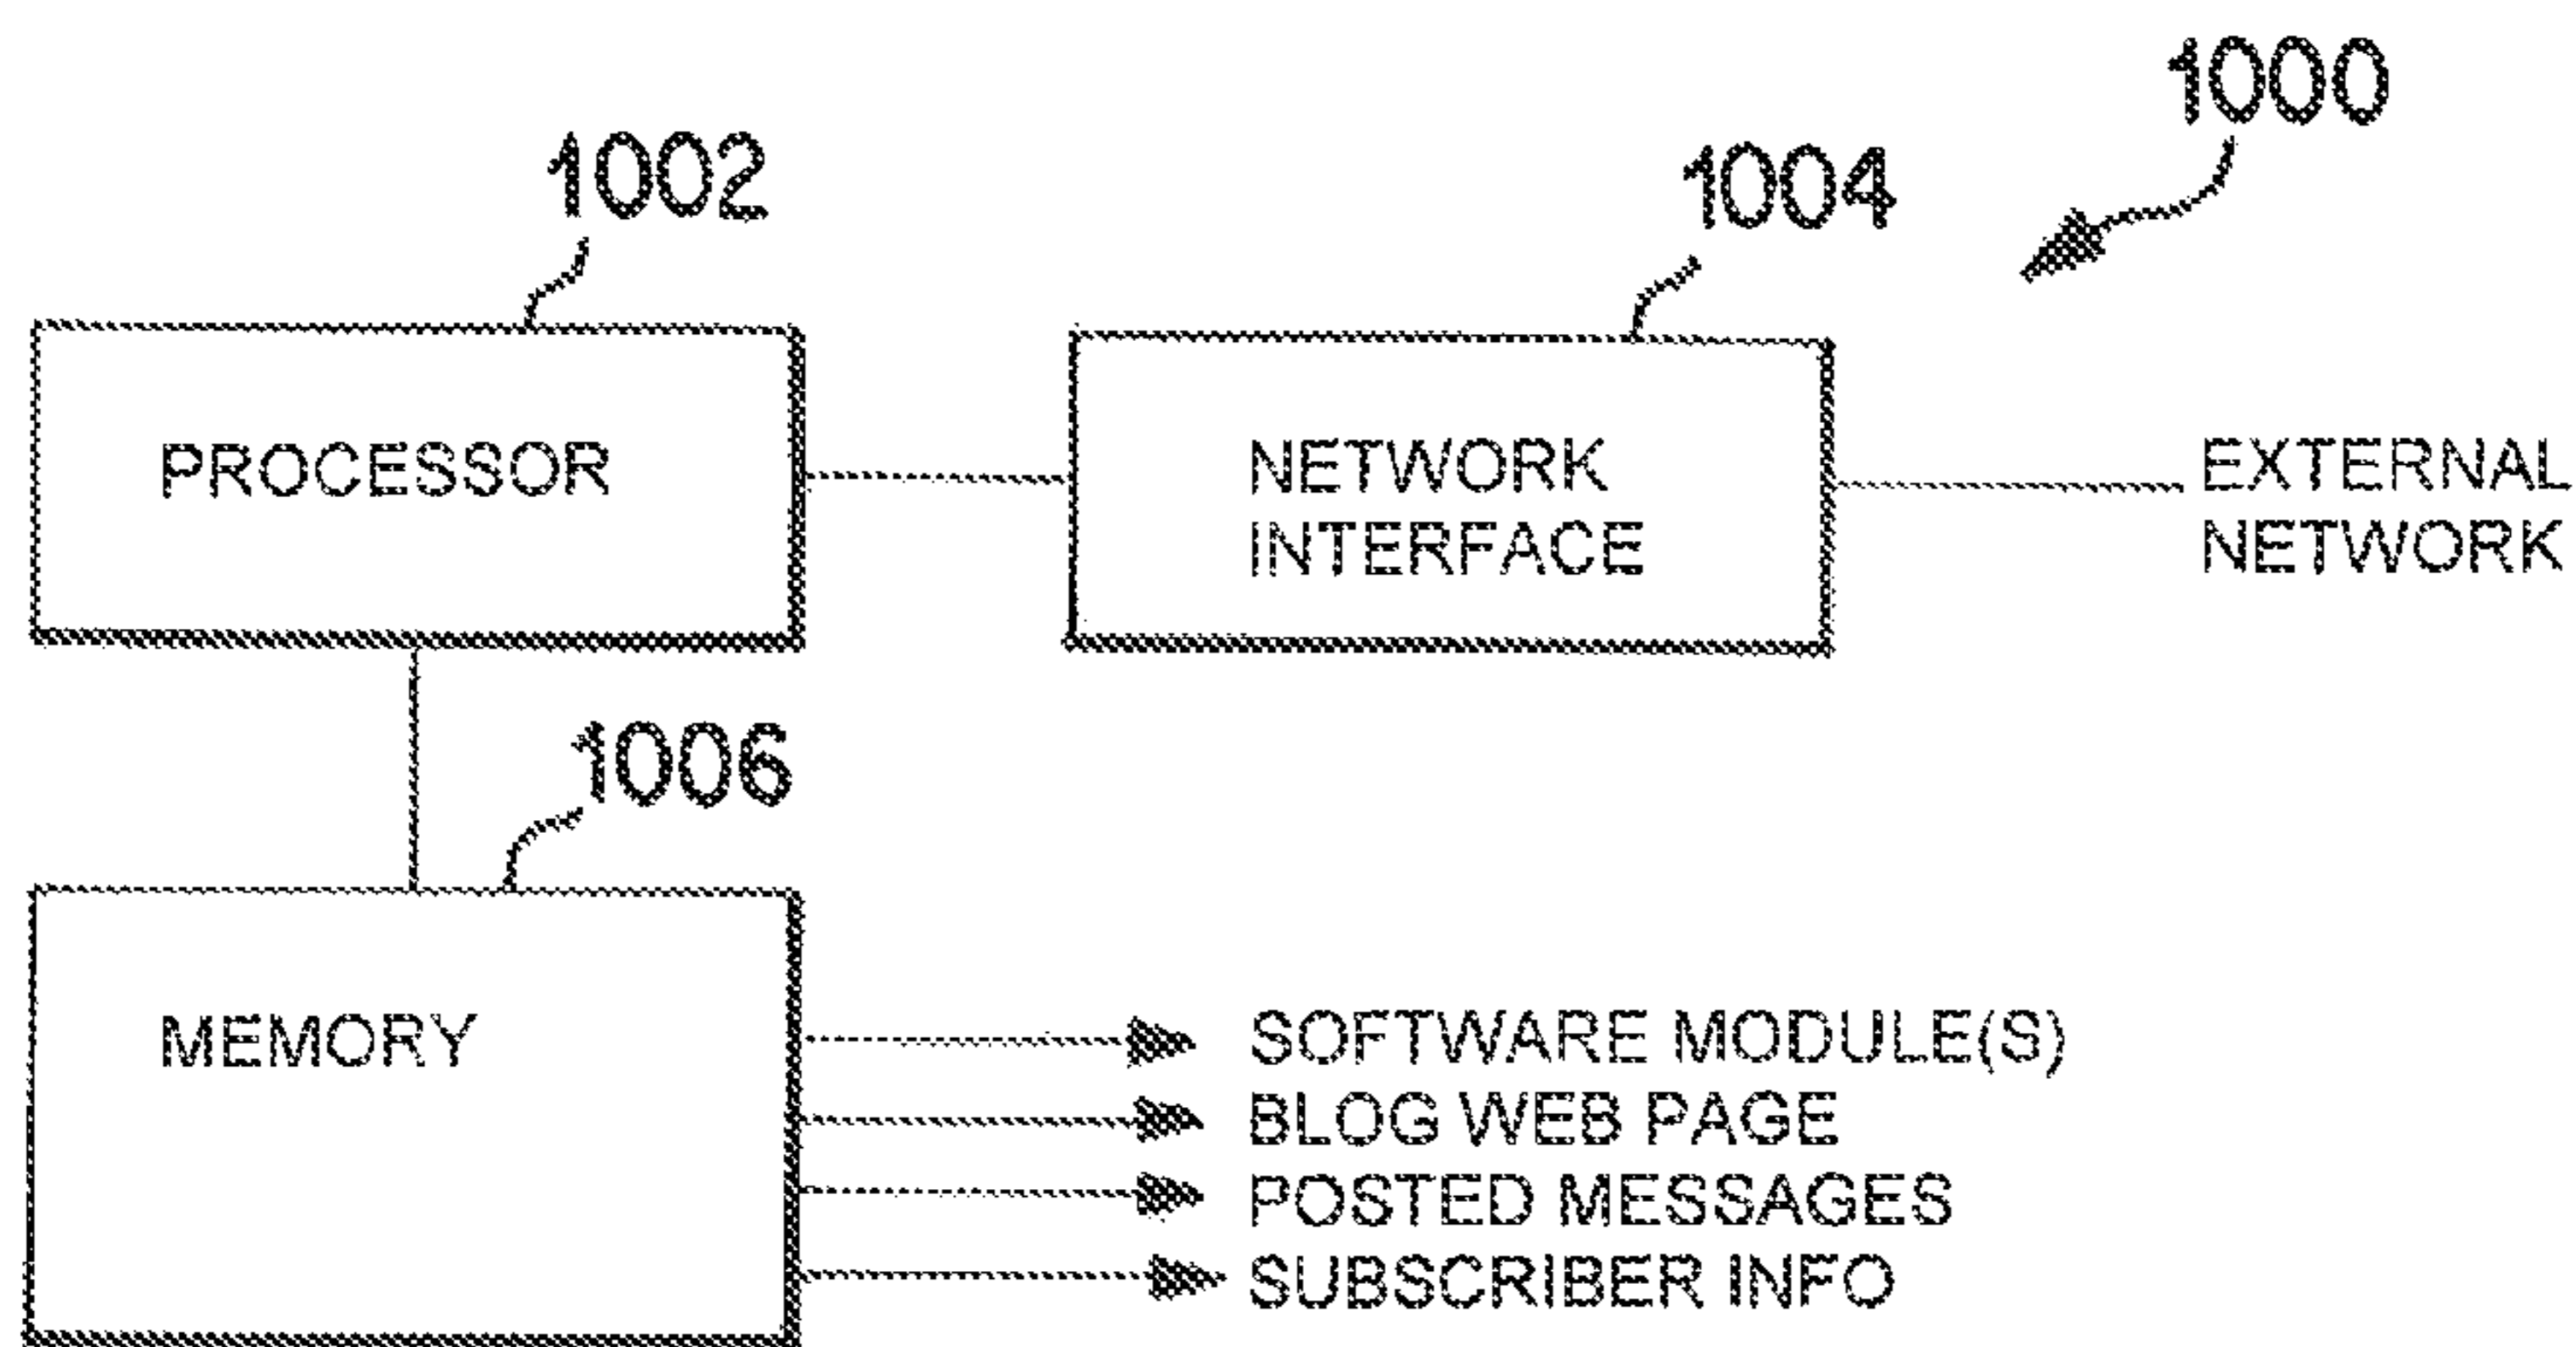 1000
1002
1004
PROCESSOR
NETWORK
INTERFACE
EXTERNAL
NETWORK
1006
MEMORY
SOFTWARE MODULE(S)
BLOG WEB PAGE
POSTED MESSAGES
SUBSCRIBER INFO